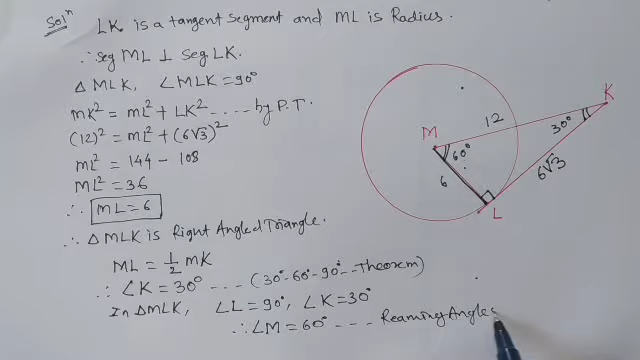 Solⁿ LK is a tangent segment and ML is Radius.
∴ seg ML ⊥ seg LK.
△ MLK, ∠MLK = 90°
MK² = ML² + LK² .... by P.T.
(12)² = ML² + (6√3)²
ML² = 144 - 108
ML² = 36
∴ ML = 6
∴ △ MLK is Right Angled Triangle.
ML = 1/2 MK
∴ ∠K = 30° .... (30°-60°-90° -- Theorem)
In △MLK, ∠L = 90°, ∠K = 30°
∴ ∠M = 60° --- Reaming Angles
K
12
30°
M
60°
6
6√3
L